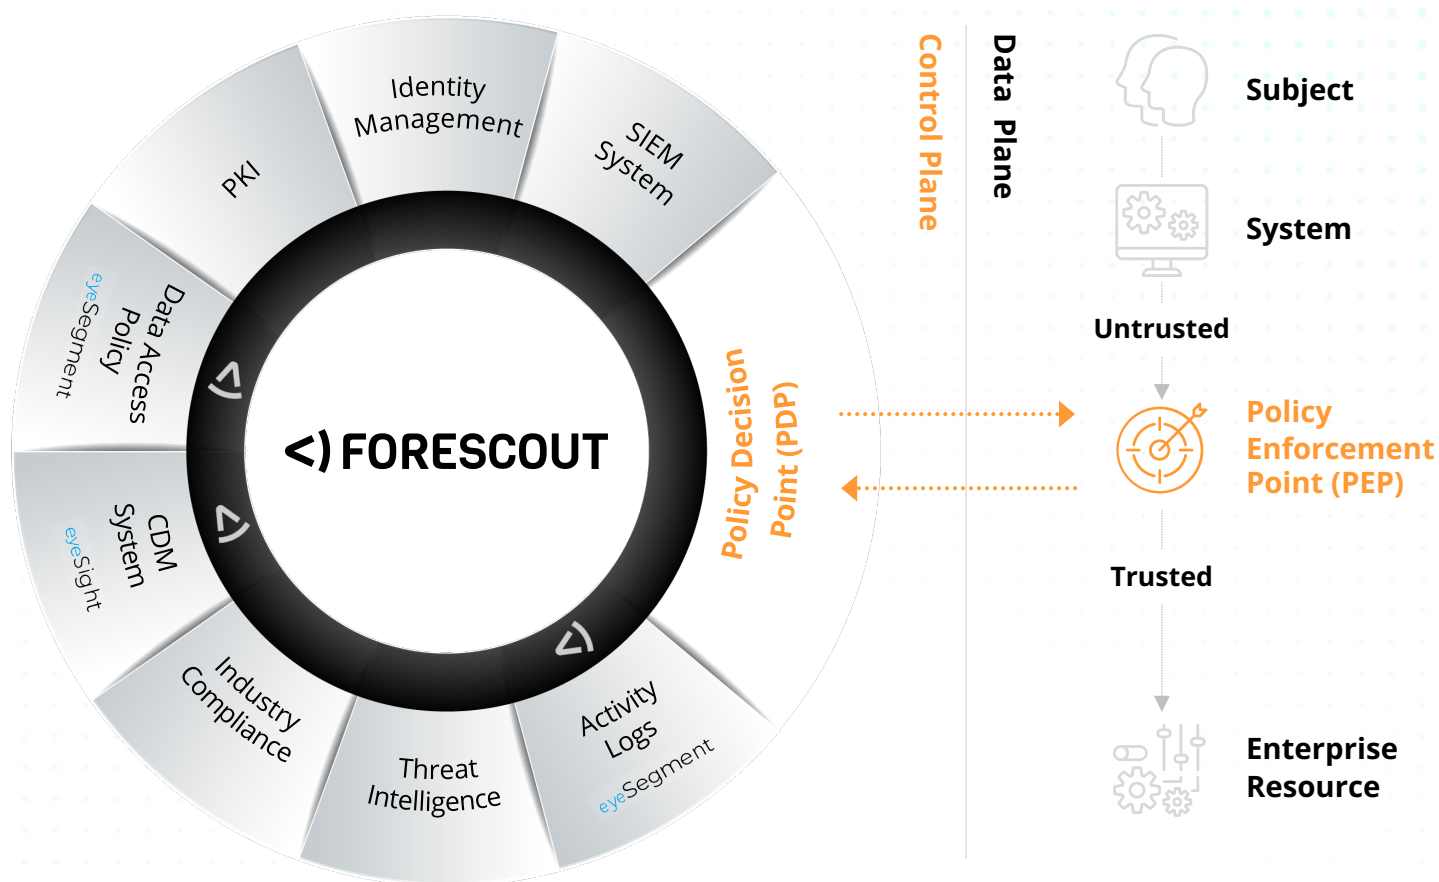 Identity
Management
SIEM
System
PKI
Data Access
Policy
eyeSegment
CDM
System
eyeSight
Industry
Compliance
Threat
Intelligence
Activity
Logs
eyeSegment
FORESCOUT
Policy Decision
Point (PDP)
Control Plane
Data Plane
Subject
System
Untrusted
Policy
Enforcement
Point (PEP)
Trusted
Enterprise
Resource